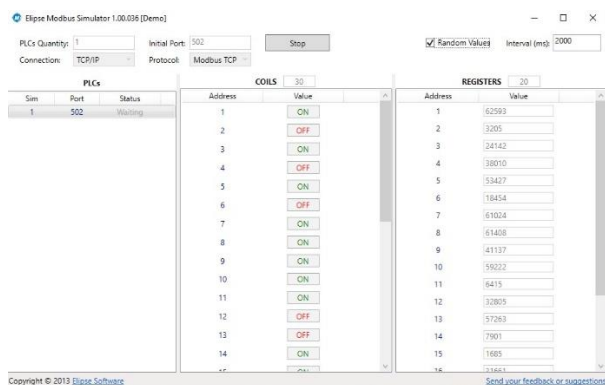 Elipse Modbus Simulator 1.00.036 [Demo]
PLCs Quantity: 1 Initial Port: 502 Stop Random Values Interval (ms): 2000
Connection: TCP/IP Protocol: Modbus TCP
PLCs COILS 30 REGISTERS 20
Sim Port Status Address Value Address Value
1 502 Waiting 1 ON 1 62593
2 OFF 2 3205
3 ON 3 24142
4 OFF 4 38010
5 ON 5 53427
6 OFF 6 18454
7 ON 7 61024
8 ON 8 61408
9 ON 9 41137
10 ON 10 59222
11 ON 11 6415
12 OFF 12 32805
13 OFF 13 57263
14 ON 14 7901
15 1685
Copyright © 2013 Elipse Software Send your feedback or suggestions